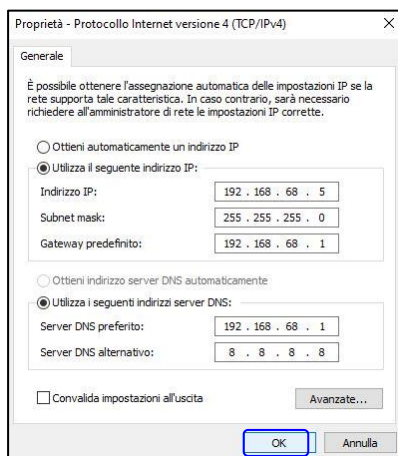 Proprietà - Protocollo Internet versione 4 (TCP/IPv4)
Generale
È possibile ottenere l'assegnazione automatica delle impostazioni IP se la
rete supporta tale caratteristica. In caso contrario, sarà necessario
richiedere all'amministratore di rete le impostazioni IP corrette.
Ottieni automaticamente un indirizzo IP
Utilizza il seguente indirizzo IP:
Indirizzo IP: 192 . 168 . 68 . 5
Subnet mask: 255 . 255 . 255 . 0
Gateway predefinito: 192 . 168 . 68 . 1
Ottieni indirizzo server DNS automaticamente
Utilizza i seguenti indirizzi server DNS:
Server DNS preferito: 192 . 168 . 68 . 1
Server DNS alternativo: 8 . 8 . 8 . 8
Convalida impostazioni all'uscita Avanzate...
OK Annulla